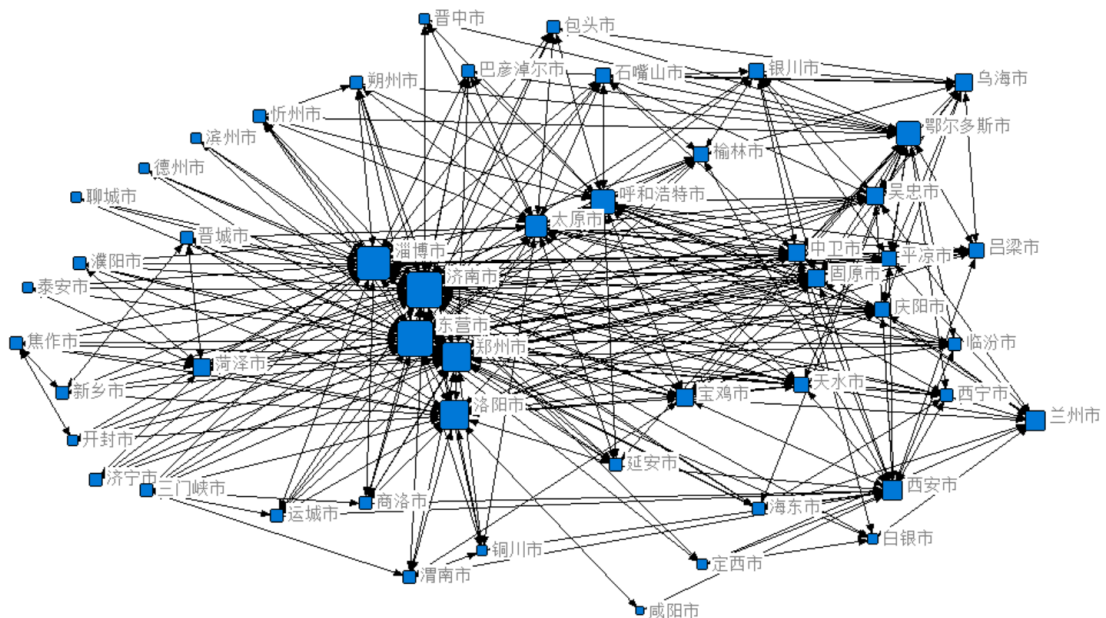 晋中市
包头市
巴彦淖尔市
石嘴山市
银川市
乌海市
朔州市
忻州市
鄂尔多斯市
滨州市
榆林市
德州市
呼和浩特市
吴忠市
聊城市
太原市
晋城市
淄博市
中卫市
平凉市
吕梁市
濮阳市
济南市
固原市
泰安市
庆阳市
东营市
焦作市
郑州市
临汾市
菏泽市
新乡市
宝鸡市
天水市
西宁市
洛阳市
兰州市
开封市
延安市
济宁市
三门峡市
西安市
商洛市
运城市
海东市
白银市
铜川市
渭南市
定西市
咸阳市